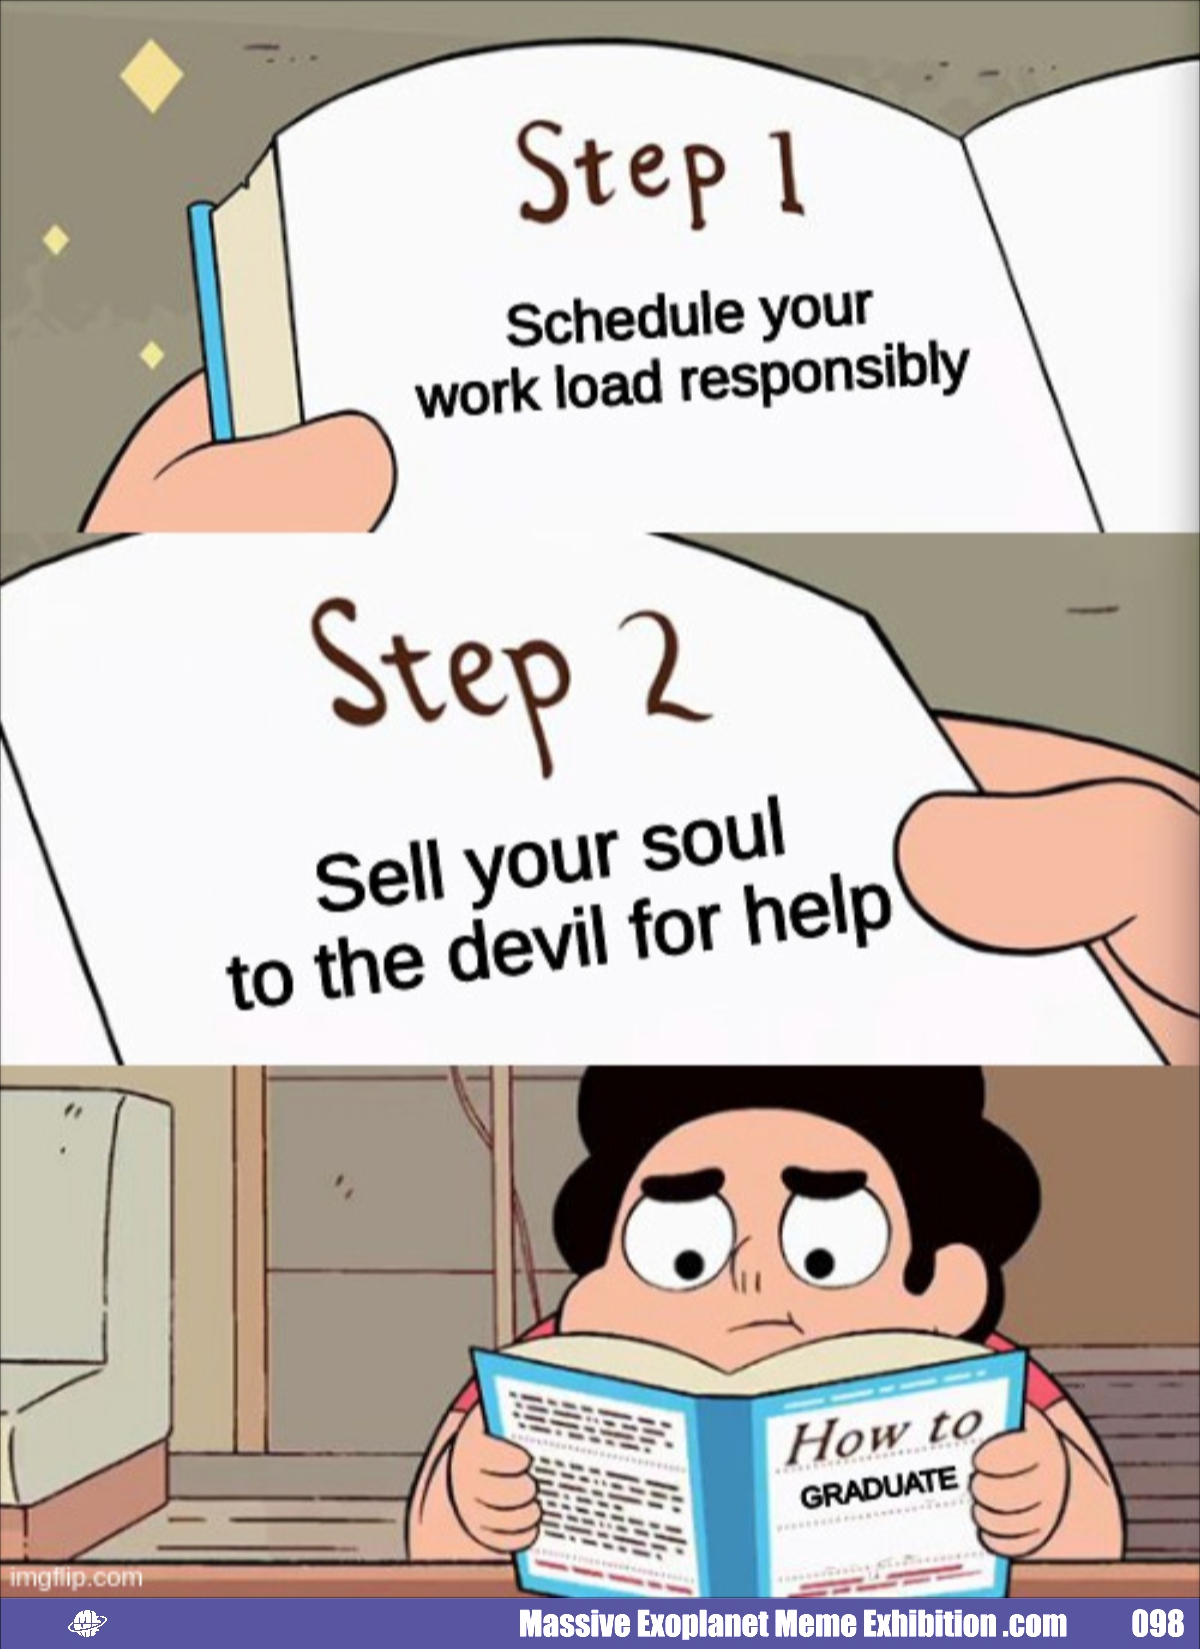 Step 1
Schedule your
work load responsibly
Step 2
Sell your soul
to the devil for help
How to
GRADUATE
imgflip.com
Massive Exoplanet Meme Exhibition .com 098